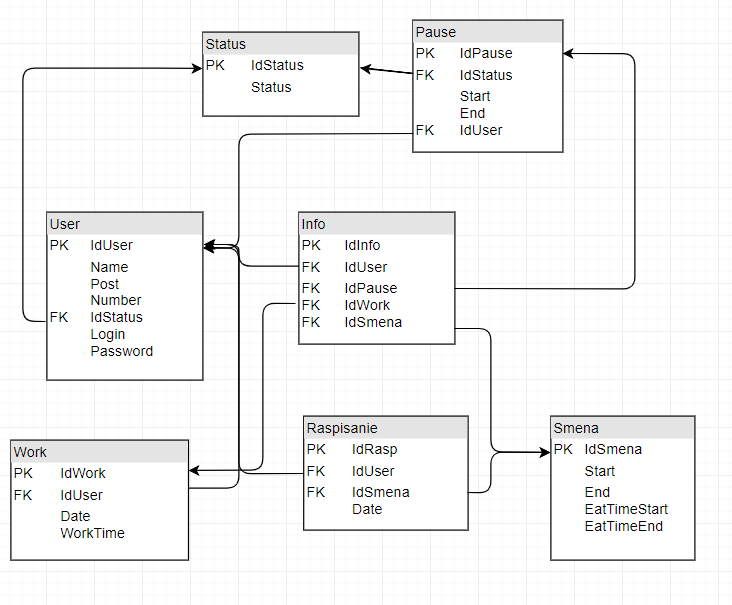 Status
PK IdStatus
Status
Pause
PK IdPause
FK IdStatus
Start
End
FK IdUser
User
PK IdUser
Name
Post
Number
FK IdStatus
Login
Password
Info
PK IdInfo
FK IdUser
FK IdPause
FK IdWork
FK IdSmena
Work
PK IdWork
FK IdUser
Date
WorkTime
Raspisanie
PK IdRasp
FK IdUser
FK IdSmena
Date
Smena
PK IdSmena
Start
End
EatTimeStart
EatTimeEnd